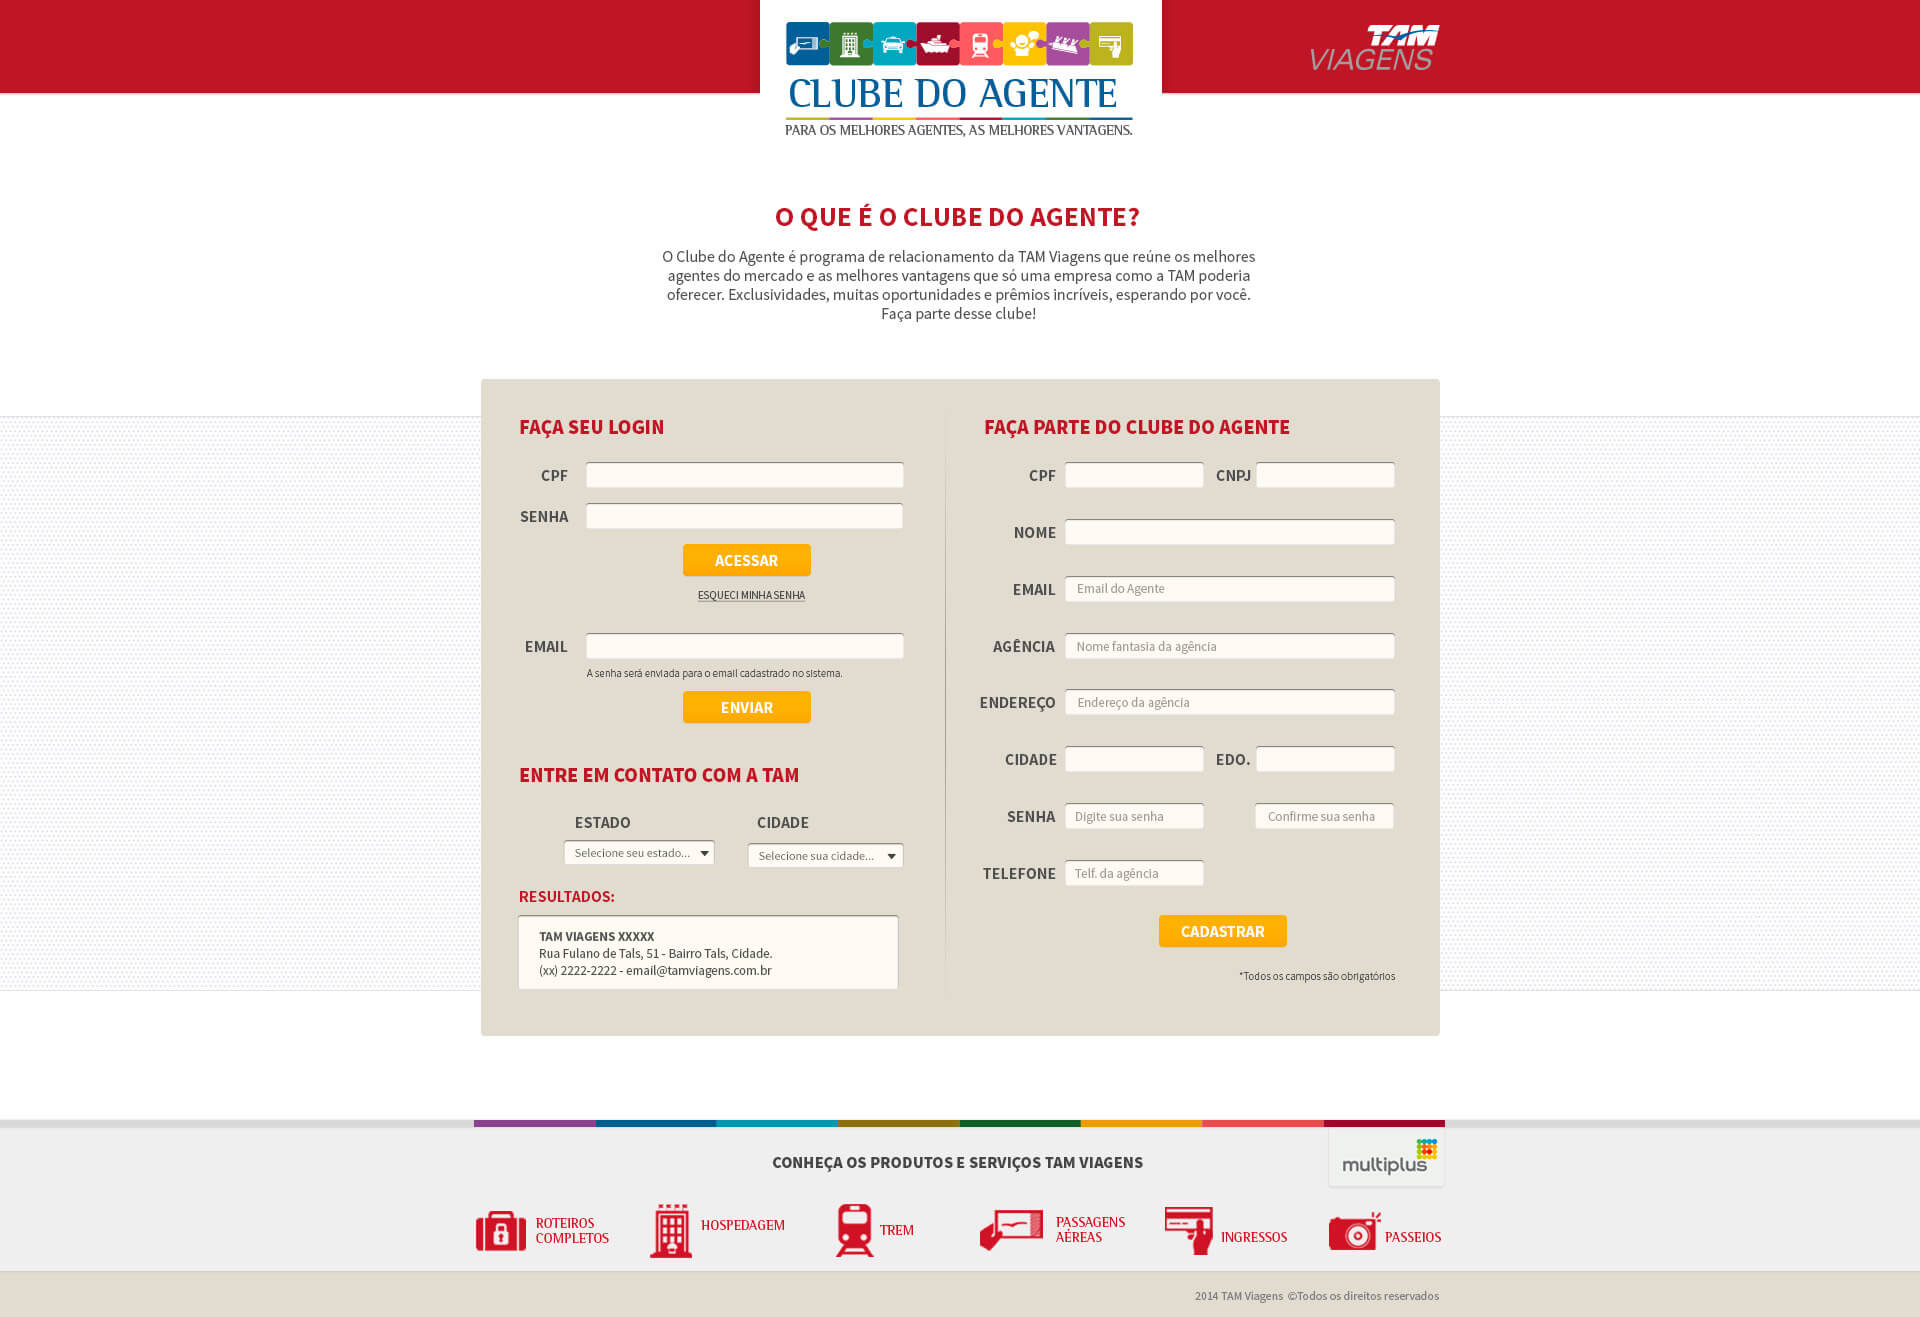 TAM
VIAGENS
CLUBE DO AGENTE
PARA OS MELHORES AGENTES, AS MELHORES VANTAGENS.
O QUE É O CLUBE DO AGENTE?
O Clube do Agente é programa de relacionamento da TAM Viagens que reúne os melhores
agentes do mercado e as melhores vantagens que só uma empresa como a TAM poderia
oferecer. Exclusividades, muitas oportunidades e prêmios incríveis, esperando por você.
Faça parte desse clube!
FAÇA SEU LOGIN
CPF
SENHA
ACESSAR
ESQUECI MINHA SENHA
EMAIL
A senha será enviada para o email cadastrado no sistema.
ENVIAR
ENTRE EM CONTATO COM A TAM
ESTADO
CIDADE
Selecione seu estado...
Selecione sua cidade...
RESULTADOS:
TAM VIAGENS XXXXX
Rua Fulano de Tals, 51 - Bairro Tals, Cidade.
(xx) 2222-2222 - email@tamviagens.com.br
FAÇA PARTE DO CLUBE DO AGENTE
CPF
CNPJ
NOME
EMAIL
Email do Agente
AGÊNCIA
Nome fantasia da agência
ENDEREÇO
Endereço da agência
CIDADE
EDO.
SENHA
Digite sua senha
Confirme sua senha
TELEFONE
Telf. da agência
CADASTRAR
*Todos os campos são obrigatórios
CONHEÇA OS PRODUTOS E SERVIÇOS TAM VIAGENS
multiplus
ROTEIROS
COMPLETOS
HOSPEDAGEM
TREM
PASSAGENS
AÉREAS
INGRESSOS
PASSEIOS
2014 TAM Viagens ©Todos os direitos reservados